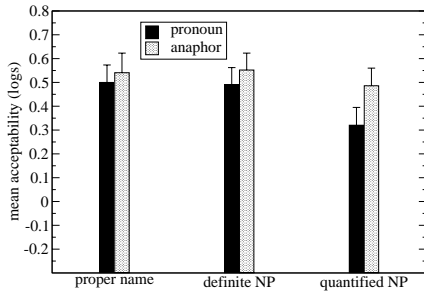 0.8
0.7
0.6
0.5
0.4
0.3
0.2
0.1
0
-0.1
-0.2
mean acceptability (logs)
pronoun
anaphor
proper name definite NP quantified NP